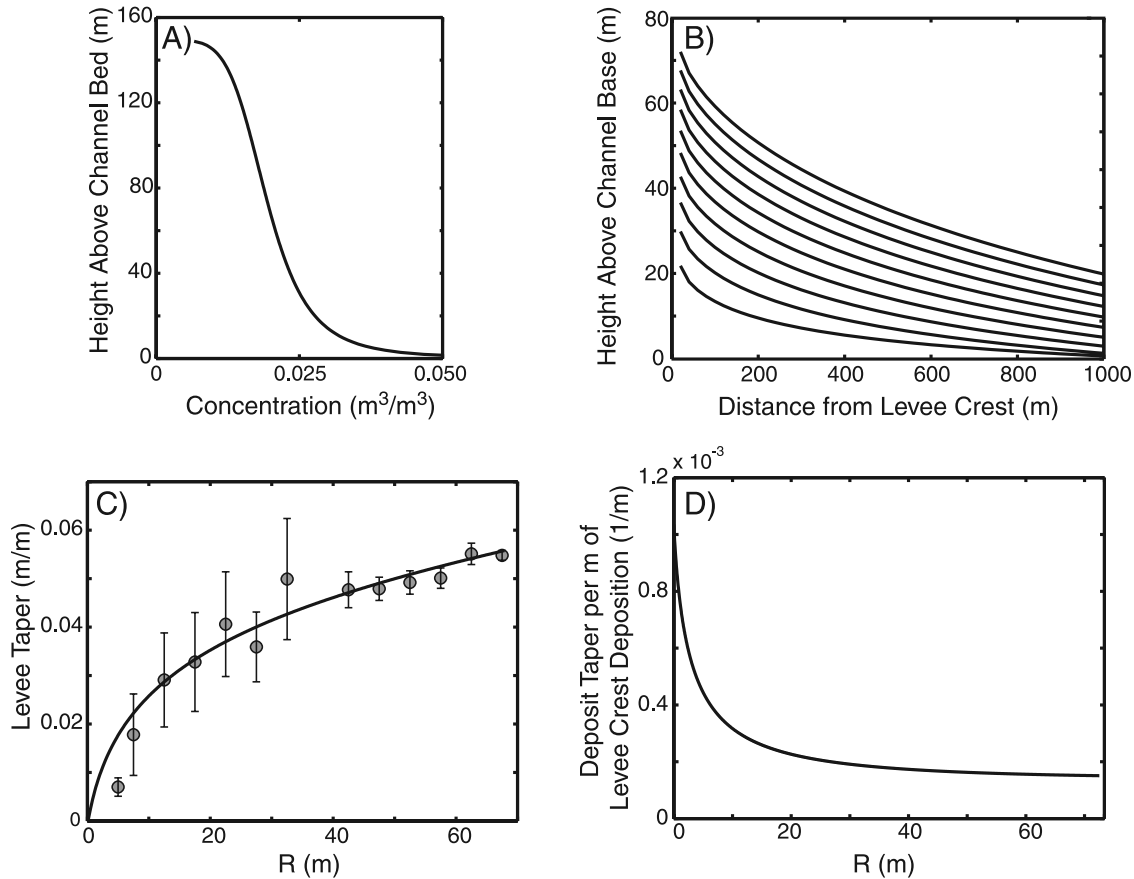 A)
Height Above Channel Bed (m)
160
120
80
40
0
0 0.025 0.050
Concentration (m³/m³)
B)
Height Above Channel Base (m)
80
60
40
20
0
0 200 400 600 800 1000
Distance from Levee Crest (m)
C)
Levee Taper (m/m)
0.06
0.04
0.02
0
0 20 40 60
R (m)
D)
Deposit Taper per m of
Levee Crest Deposition (1/m)
x 10⁻³
1.2
0.8
0.4
0
0 20 40 60
R (m)